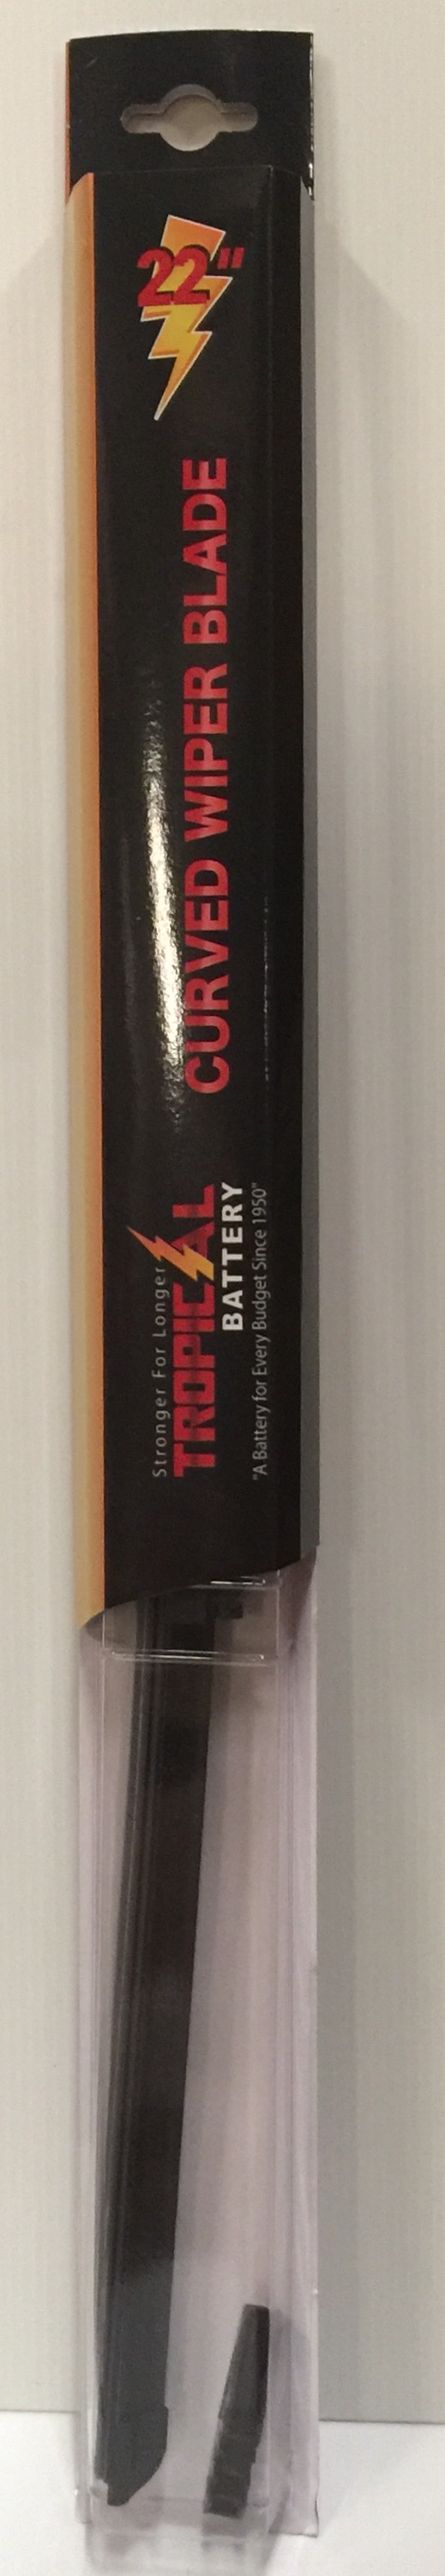 22"
CURVED WIPER BLADE
Stronger For Longer
TROPICAL
BATTERY
"A Battery for Every Budget Since 1950"